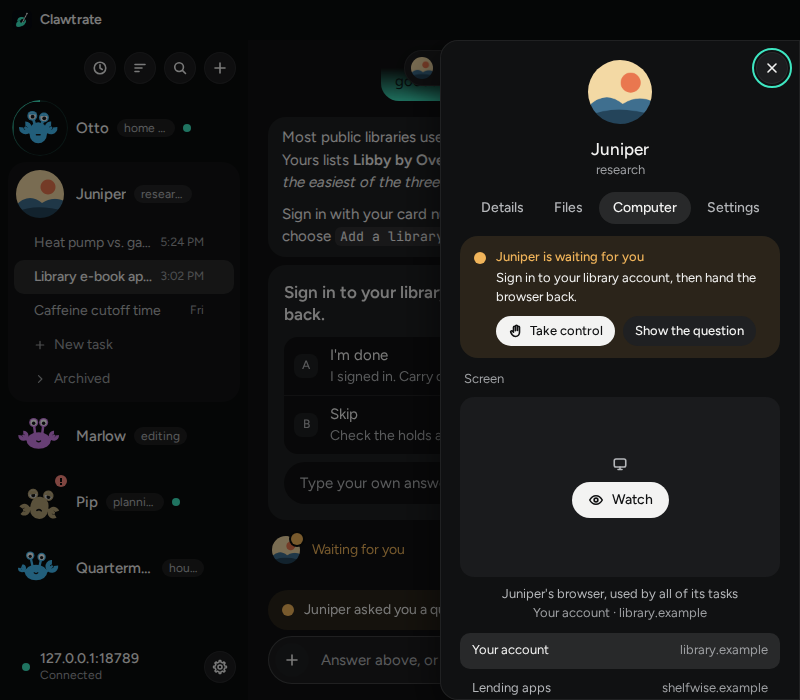 Clawtrate
Otto
home ...
Juniper
resear...
Heat pump vs. ga...
5:24 PM
Library e-book ap...
3:02 PM
Caffeine cutoff time
Fri
New task
Archived
Marlow
editing
Pip
planni...
Quarterm...
hou...
127.0.0.1:18789
Connected
Most public libraries use
Yours lists Libby by Ove
the easiest of the three
Sign in with your card n
choose Add a library
Sign in to your librar
back.
A
I'm done
I signed in. Carry o
B
Skip
Check the holds a
Type your own answ
Waiting for you
Juniper asked you a qu
Answer above, or
Juniper
research
Details
Files
Computer
Settings
Juniper is waiting for you
Sign in to your library account, then hand the
browser back.
Take control
Show the question
Screen
Watch
Juniper's browser, used by all of its tasks
Your account · library.example
Your account
library.example
Lending apps
shelfwise.example